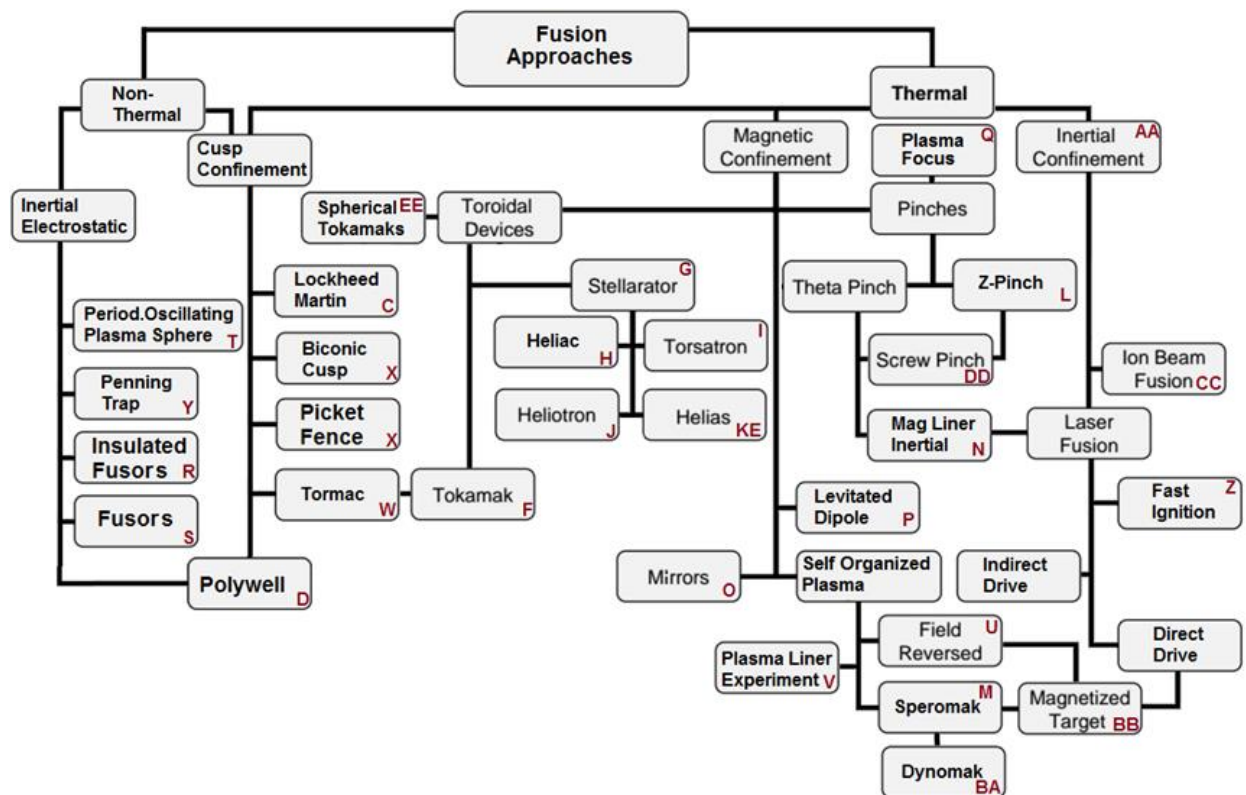 Fusion
Approaches
Non-
Thermal
Thermal
Cusp
Confinement
Magnetic
Confinement
Plasma Q
Focus
Inertial AA
Confinement
Inertial
Electrostatic
Spherical EE
Tokamaks
Toroidal
Devices
Pinches
Lockheed
Martin C
Stellarator G
Theta Pinch
Z-Pinch L
Period.Oscillating
Plasma Sphere T
Heliac H
Torsatron I
Biconic
Cusp X
Screw Pinch
DD
Ion Beam
Fusion CC
Penning
Trap Y
Picket
Fence X
Heliotron J
Helias KE
Mag Liner
Inertial N
Laser
Fusion
Insulated
Fusors R
Tormac W
Tokamak F
Levitated
Dipole P
Fast Z
Ignition
Fusors S
Polywell D
Mirrors O
Self Organized
Plasma
Indirect
Drive
Field U
Reversed
Direct
Drive
Plasma Liner
Experiment V
Speromak M
Magnetized
Target BB
Dynomak BA